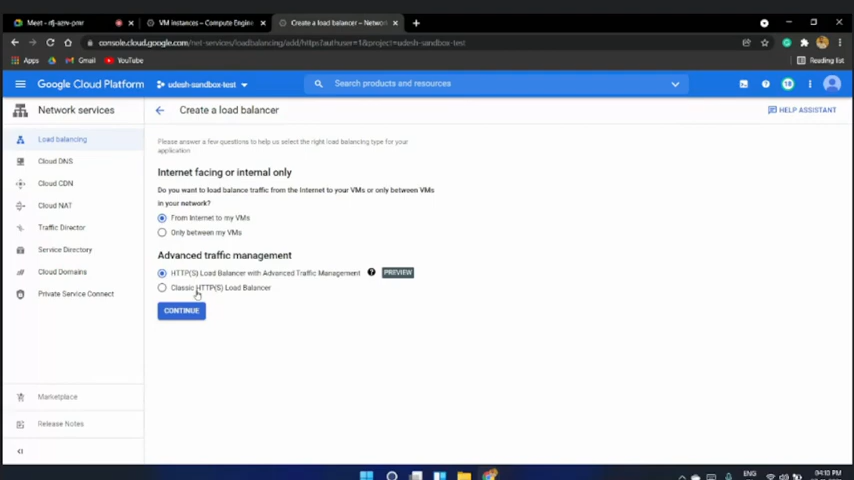 VM instances – Compute Engine
Create a load balancer – Network
console.cloud.google.com/net-services/loadbalancing/add/https?authuser=1&project=udesh-sandbox-test
Apps
Gmail
YouTube
Reading list
Google Cloud Platform
udesh-sandbox-test
Search products and resources
18
Network services
Create a load balancer
HELP ASSISTANT
Load balancing
Cloud DNS
Cloud CDN
Cloud NAT
Traffic Director
Service Directory
Cloud Domains
Private Service Connect
Marketplace
Release Notes
Please answer a few questions to help us select the right load balancing type for your
application
Internet facing or internal only
Do you want to load balance traffic from the Internet to your VMs or only between VMs
in your network?
From Internet to my VMs
Only between my VMs
Advanced traffic management
HTTP(S) Load Balancer with Advanced Traffic Management
PREVIEW
Classic HTTP(S) Load Balancer
CONTINUE
ENG
04:10 PM